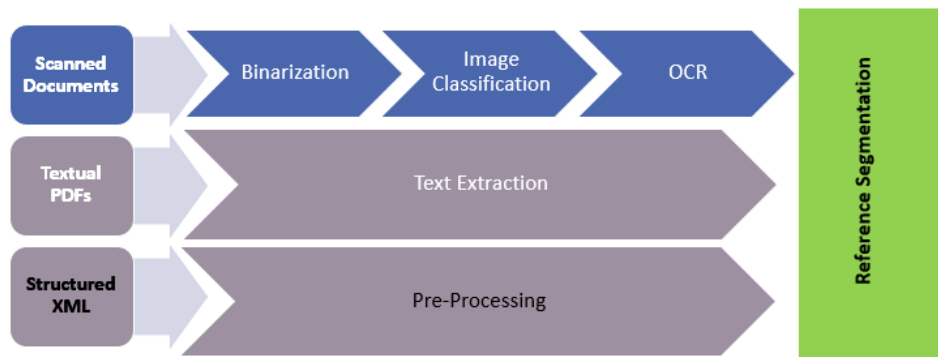 Scanned
Documents
Binarization
Image
Classification
OCR
Textual
PDFs
Text Extraction
Structured
XML
Pre-Processing
Reference Segmentation